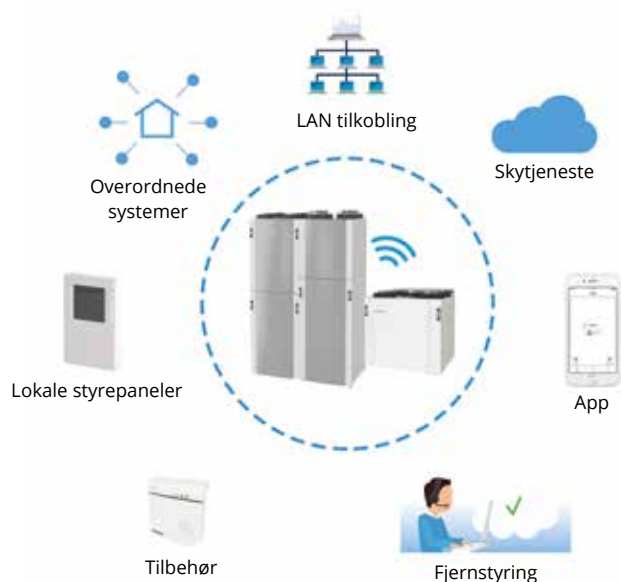 LAN tilkobling
Overordnede
systemer
Skytjeneste
Lokale styrepaneler
App
Tilbehør
Fjernstyring